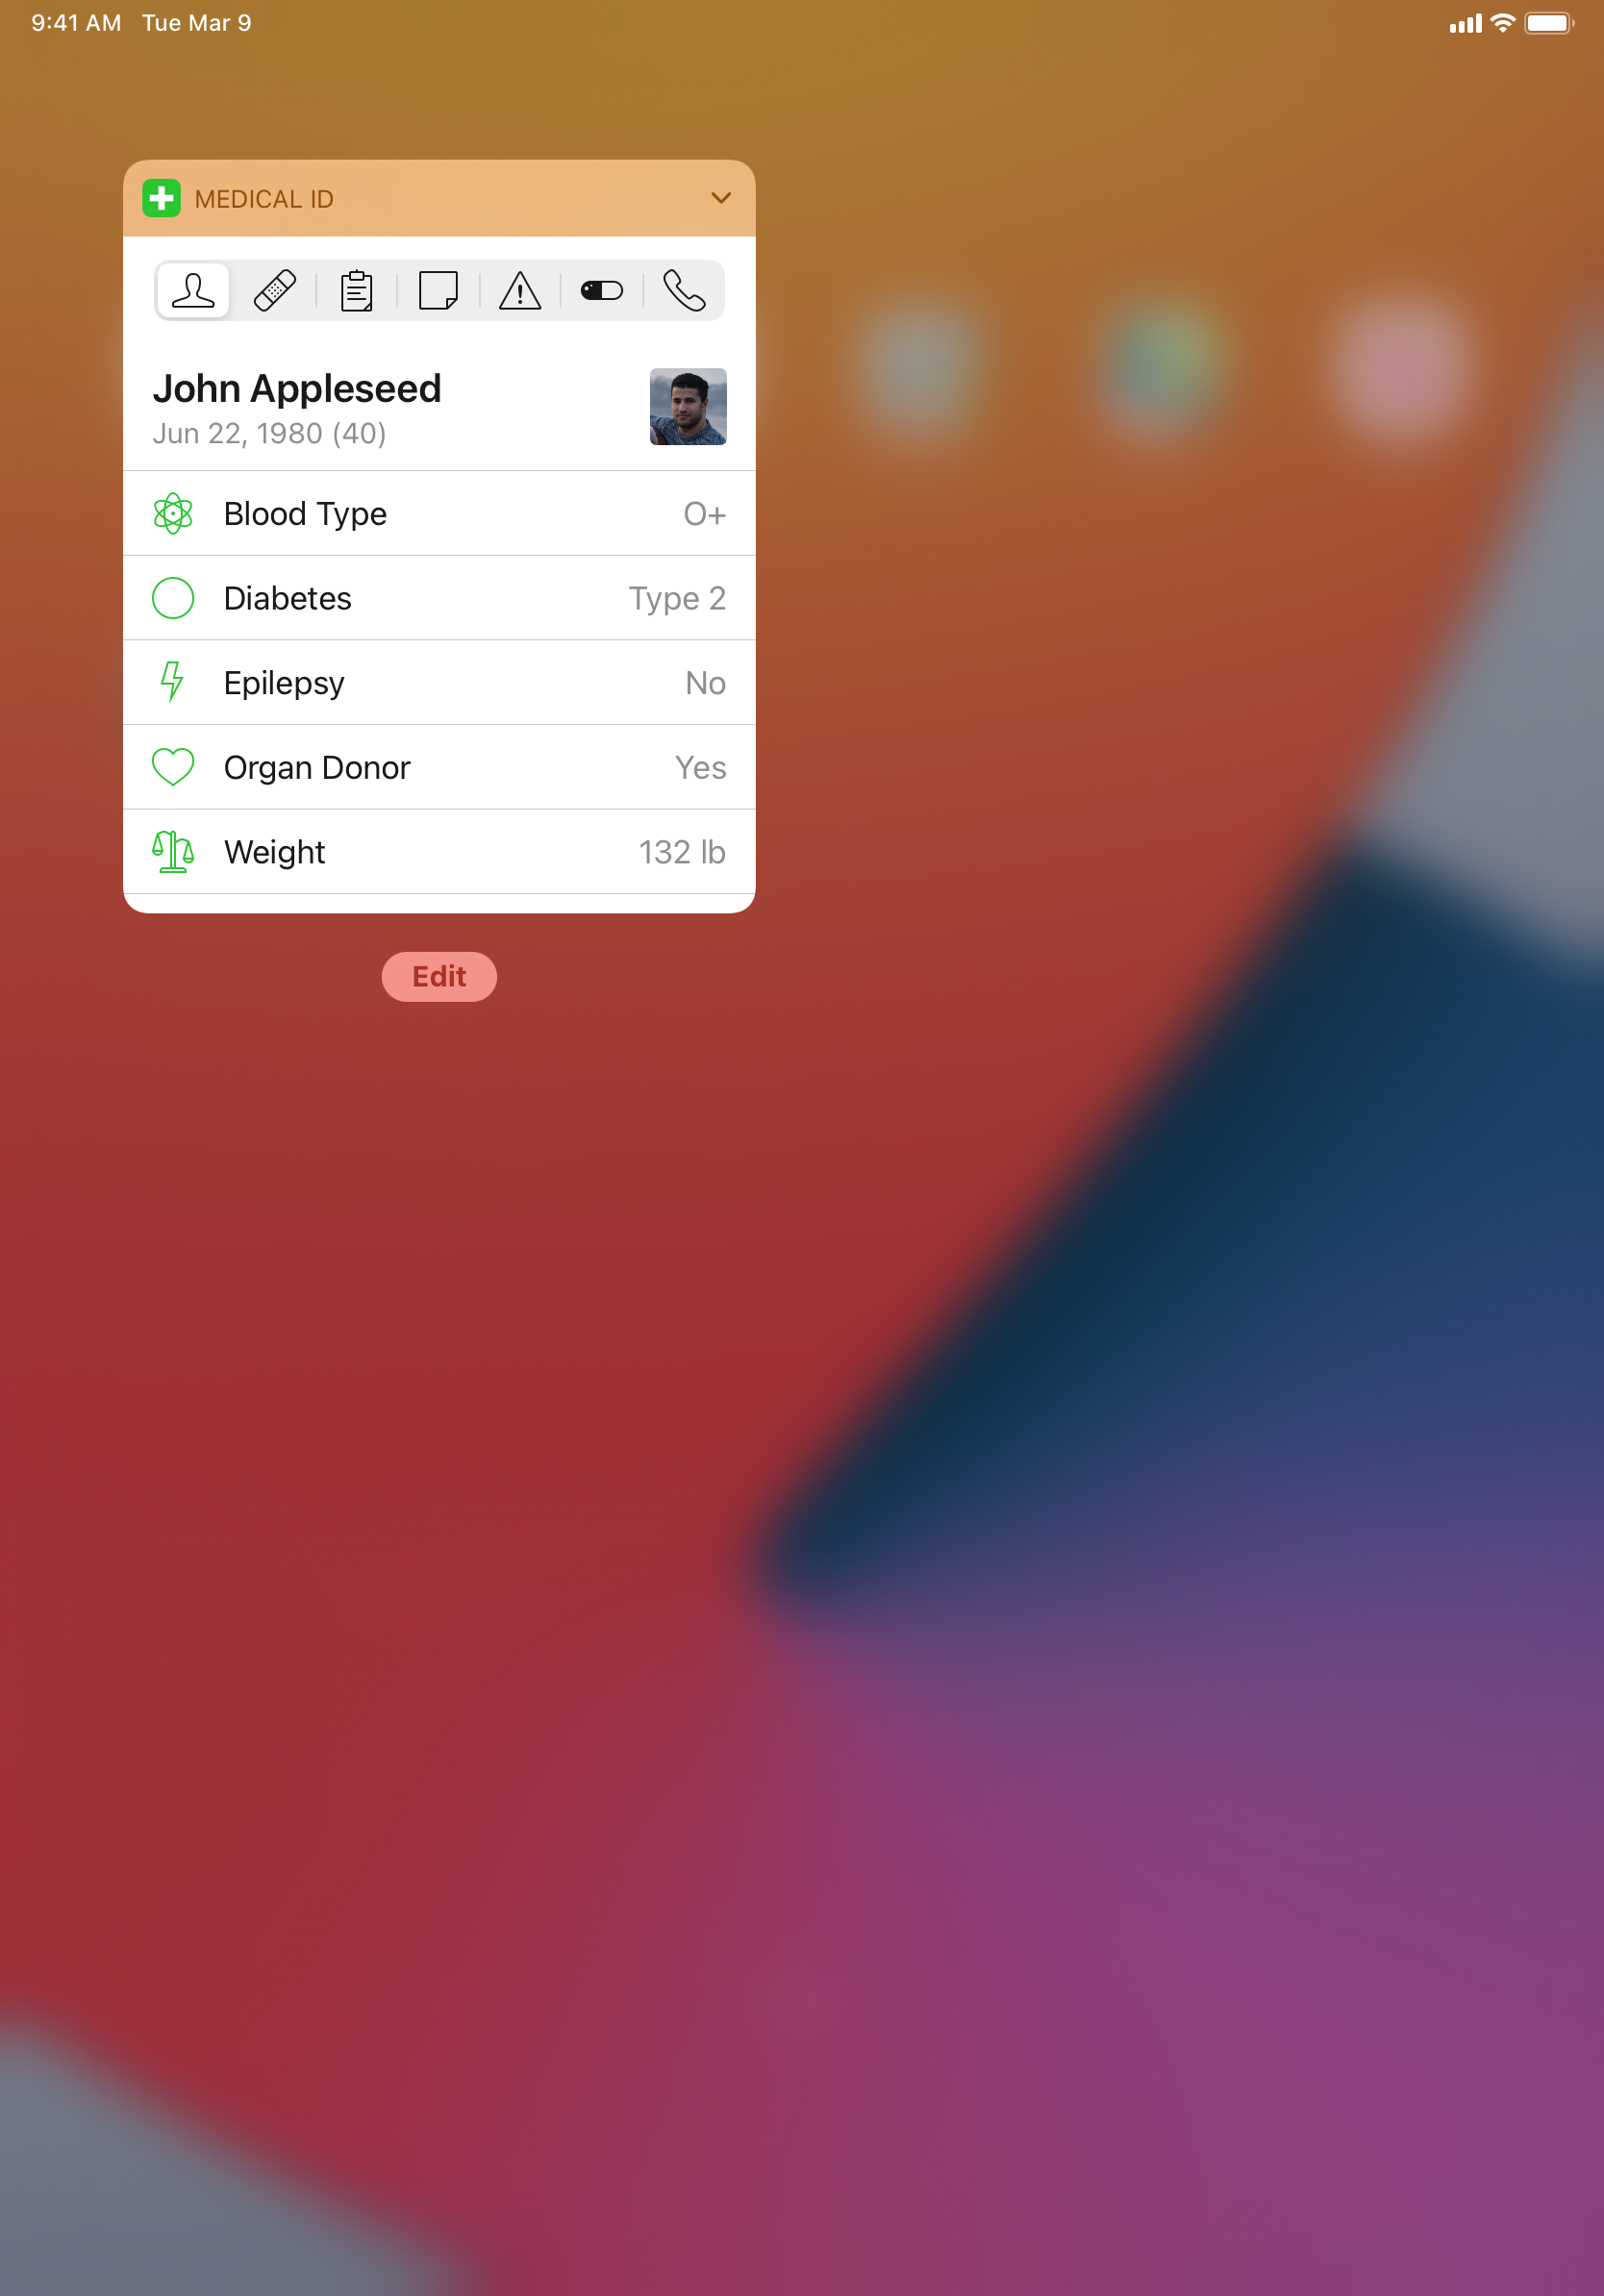 9:41 AM Tue Mar 9
MEDICAL ID
John Appleseed
Jun 22, 1980 (40)
Blood Type O+
Diabetes Type 2
Epilepsy No
Organ Donor Yes
Weight 132 lb
Edit